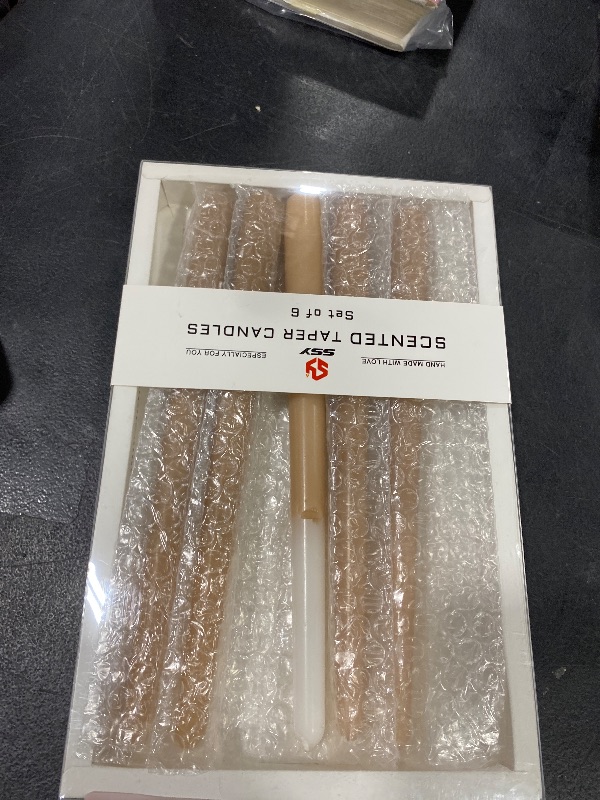 SSY
HAND MADE WITH LOVE
ESPECIALLY FOR YOU
SCENTED TAPER CANDLES
Set of 6